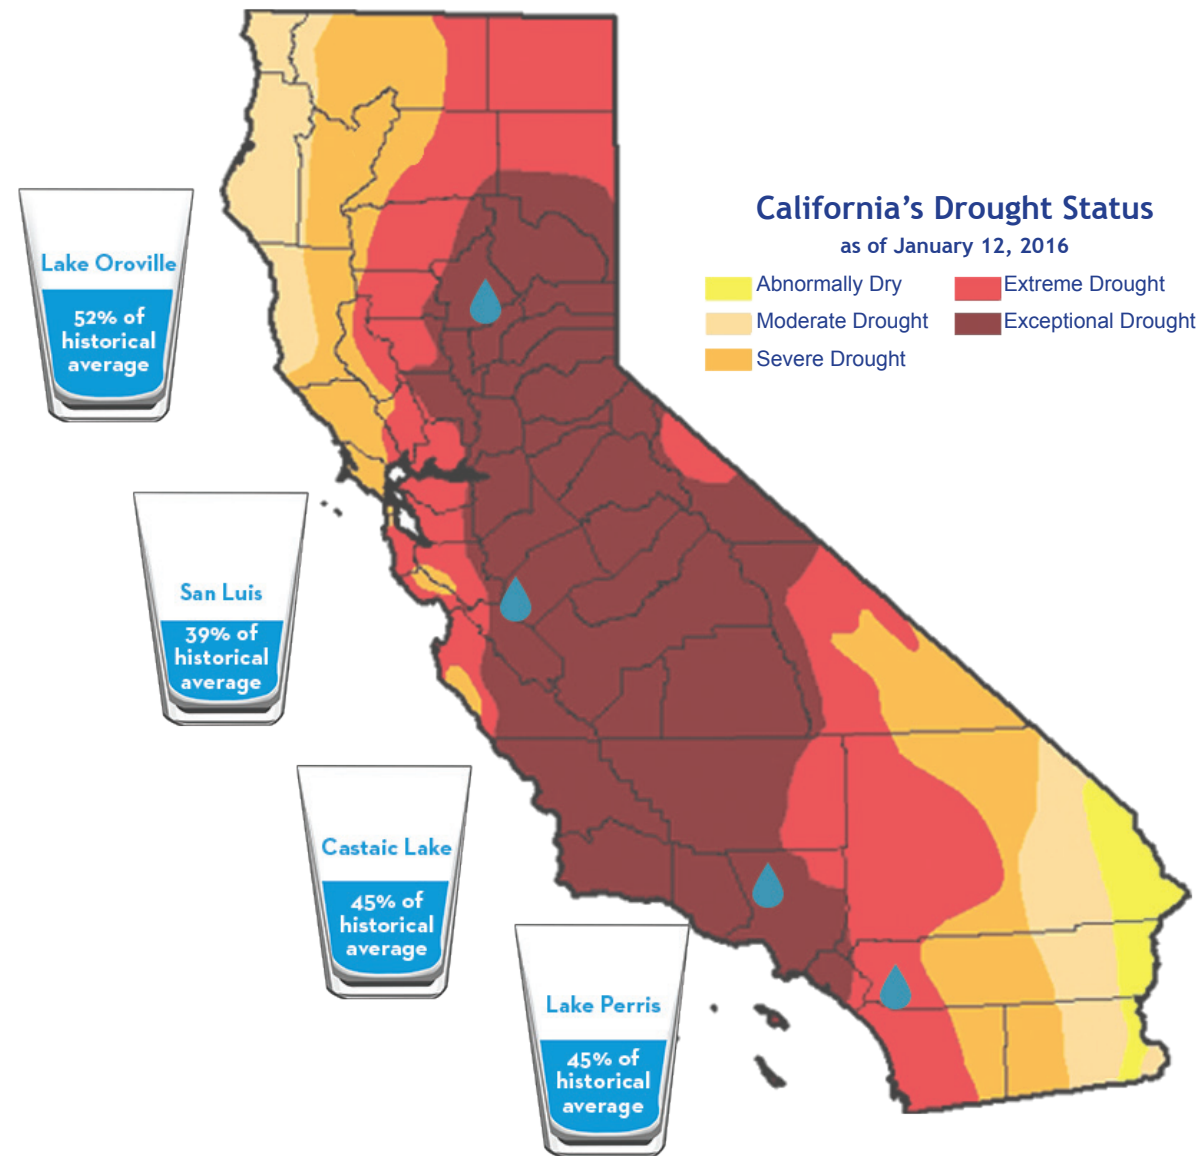 California's Drought Status
as of January 12, 2016
Abnormally Dry
Extreme Drought
Moderate Drought
Exceptional Drought
Severe Drought
Lake Oroville
52% of
historical
average
San Luis
39% of
historical
average
Castaic Lake
45% of
historical
average
Lake Perris
45% of
historical
average